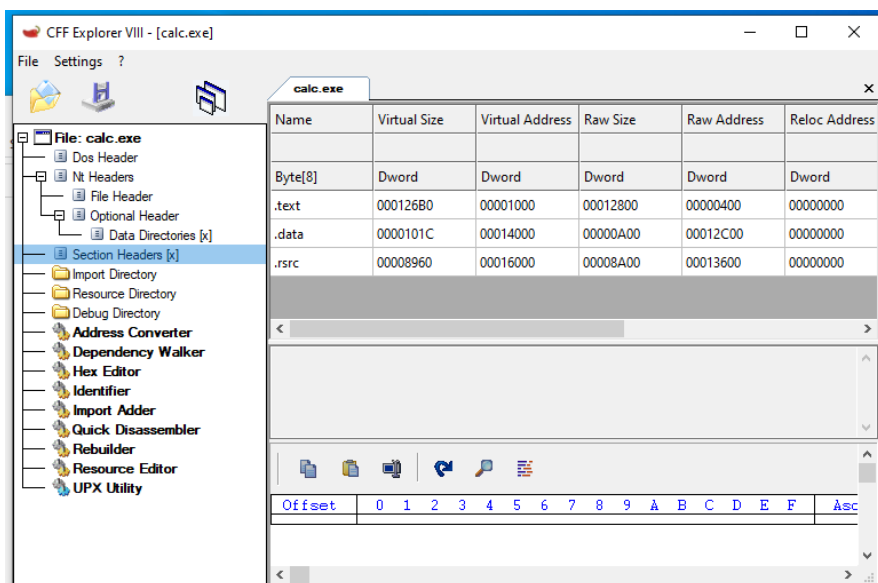 CFF Explorer VIII - [calc.exe]
File Settings ?
calc.exe
File: calc.exe
Dos Header
Nt Headers
File Header
Optional Header
Data Directories [x]
Section Headers [x]
Import Directory
Resource Directory
Debug Directory
Address Converter
Dependency Walker
Hex Editor
Identifier
Import Adder
Quick Disassembler
Rebuilder
Resource Editor
UPX Utility
Name Virtual Size Virtual Address Raw Size Raw Address Reloc Address
Byte[8] Dword Dword Dword Dword Dword
.text 000126B0 00001000 00012800 00000400 00000000
.data 0000101C 00014000 00000A00 00012C00 00000000
.rsrc 00008960 00016000 00008A00 00013600 00000000
Offset 0 1 2 3 4 5 6 7 8 9 A B C D E F Asc